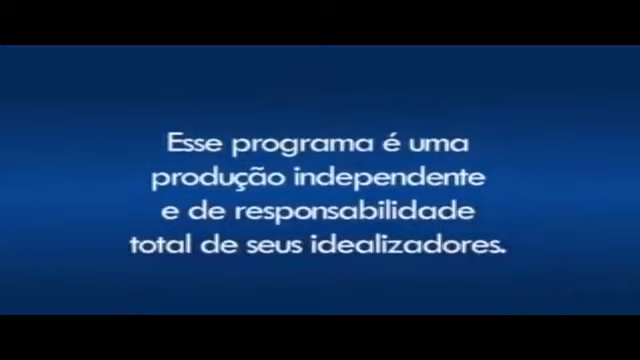 Esse programa é uma
produção independente
e de responsabilidade
total de seus idealizadores.